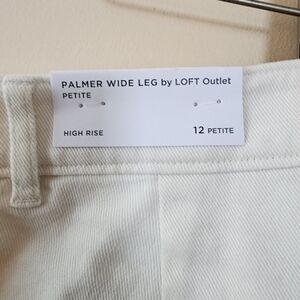 PALMER WIDE LEG by LOFT Outlet
PETITE
HIGH RISE 12 PETITE